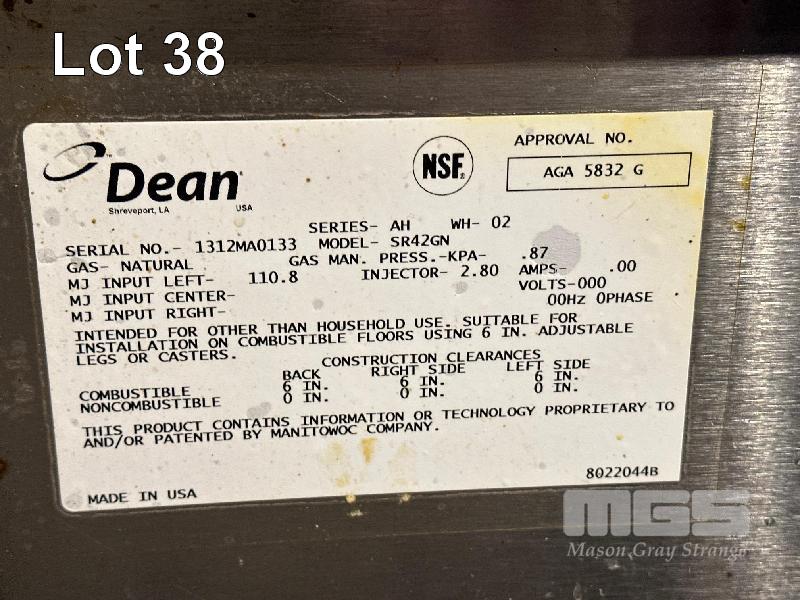 Lot 38
Dean
Shreveport, LA USA
NSF®
APPROVAL NO.
AGA 5832 G
SERIES- AH WH- 02
SERIAL NO.- 1312MA0133 MODEL- SR42GN
GAS- NATURAL GAS MAN. PRESS.-KPA- .87
MJ INPUT LEFT- 110.8 INJECTOR- 2.80 AMPS- .00
MJ INPUT CENTER- VOLTS-000
MJ INPUT RIGHT- 00HZ 0PHASE
INTENDED FOR OTHER THAN HOUSEHOLD USE. SUITABLE FOR
INSTALLATION ON COMBUSTIBLE FLOORS USING 6 IN. ADJUSTABLE
LEGS OR CASTERS.
CONSTRUCTION CLEARANCES
BACK RIGHT SIDE LEFT SIDE
COMBUSTIBLE 6 IN. 6 IN. 6 IN.
NONCOMBUSTIBLE 0 IN. 0 IN. 0 IN.
THIS PRODUCT CONTAINS INFORMATION OR TECHNOLOGY PROPRIETARY TO
AND/OR PATENTED BY MANITOWOC COMPANY.
8022044B
MADE IN USA
MGS
Mason Gray Strange